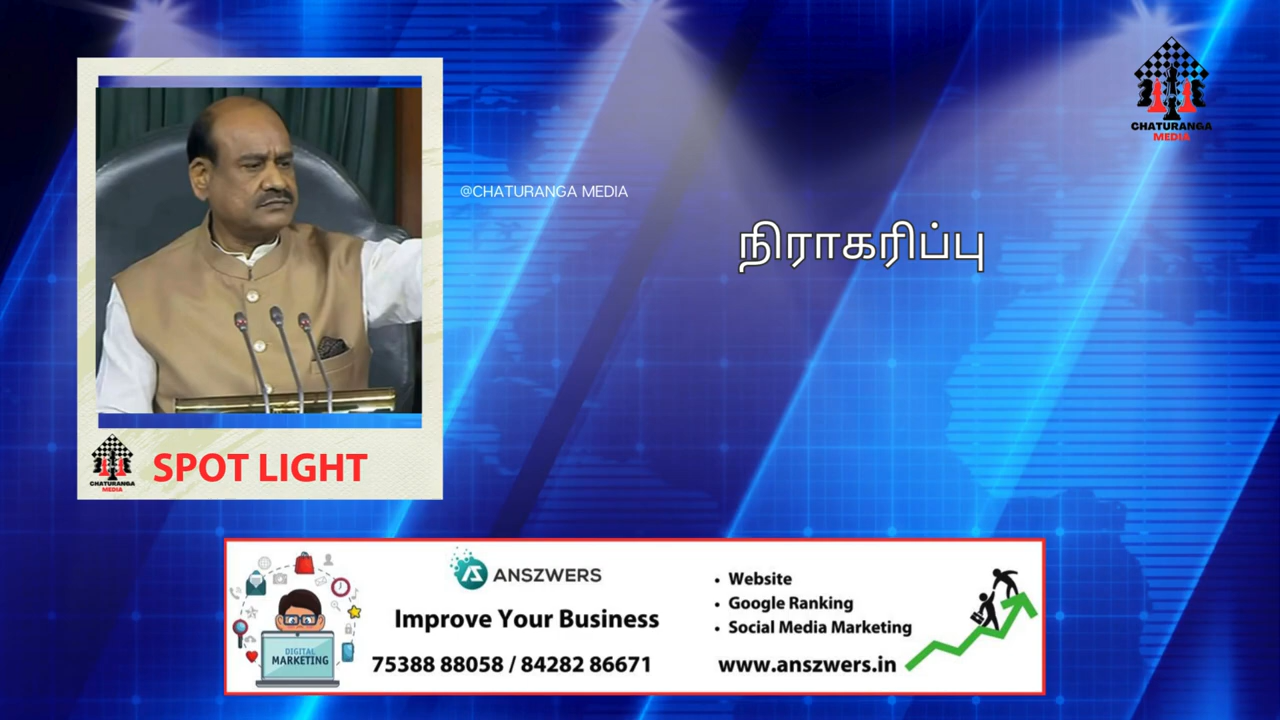 CHATURANGA
MEDIA
@CHATURANGA MEDIA
நிராகரிப்பு
CHATURANGA
MEDIA
SPOT LIGHT
DIGITAL
MARKETING
ANSZWERS
Improve Your Business
75388 88058 / 84282 86671
• Website
• Google Ranking
• Social Media Marketing
www.anszwers.in